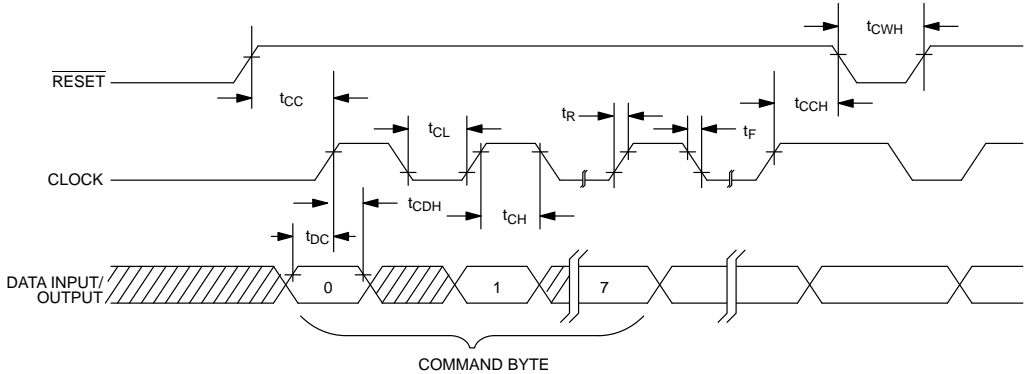 tCWH
RESET
tCC
tCCH
tR
tF
tCL
CLOCK
tCDH
tCH
tDC
DATA INPUT/
OUTPUT
0
1
7
COMMAND BYTE